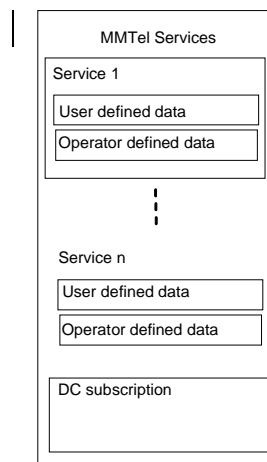 MMTel Services
Service 1
User defined data
Operator defined data
Service n
User defined data
Operator defined data
DC subscription